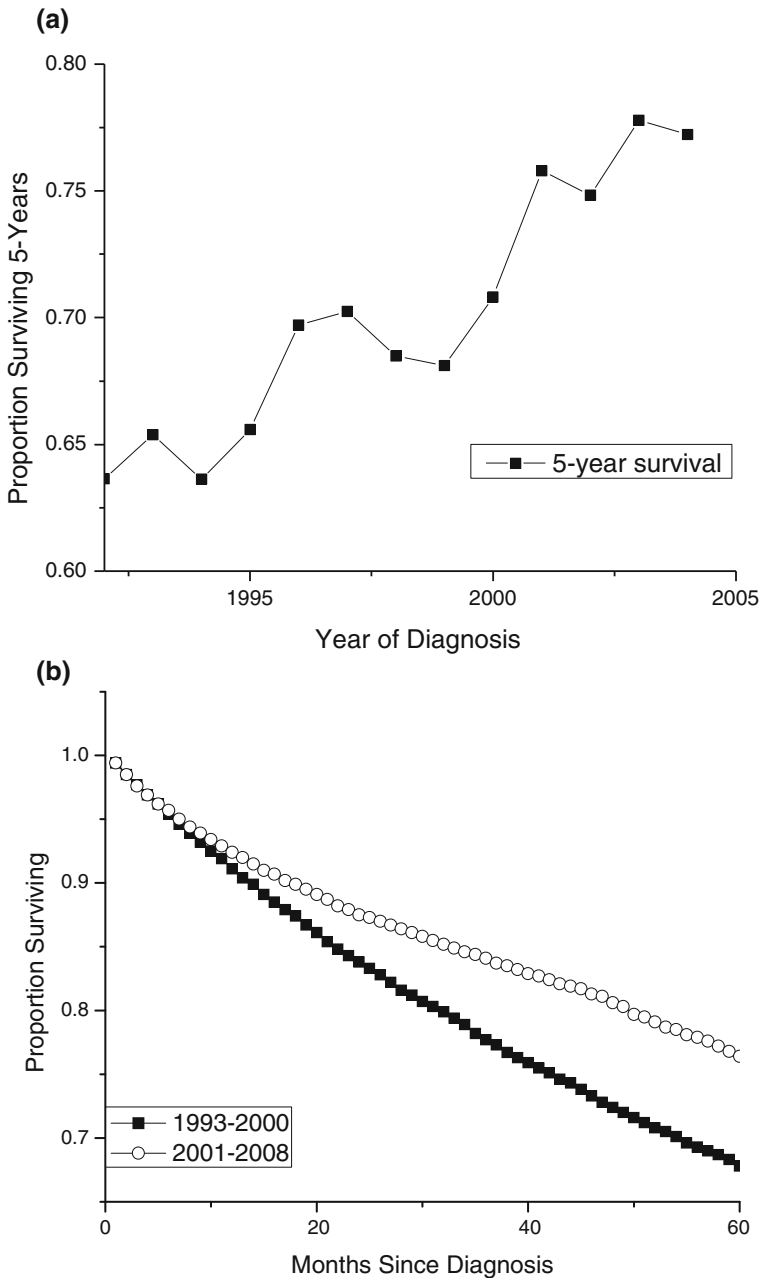 (a)
0.80
0.75
0.70
0.65
0.60
Proportion Surviving 5-Years
5-year survival
1995
2000
2005
Year of Diagnosis
(b)
1.0
0.9
0.8
0.7
Proportion Surviving
1993-2000
2001-2008
0
20
40
60
Months Since Diagnosis